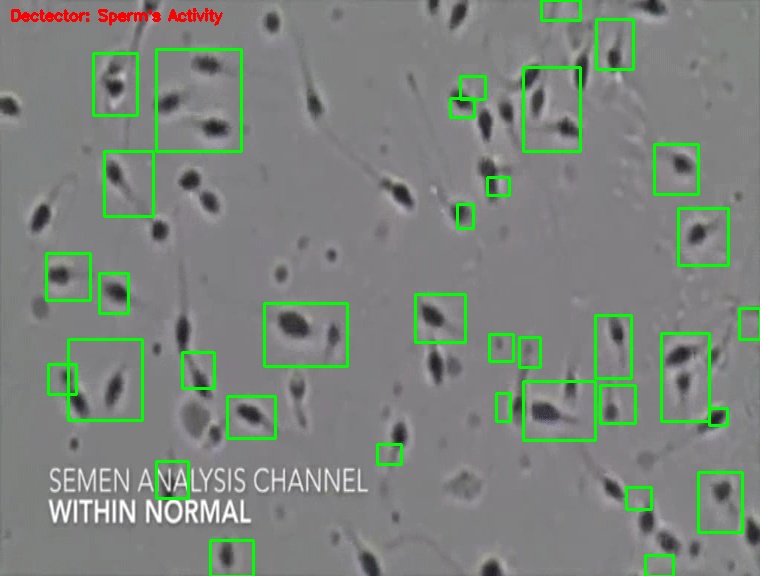 Dectector: Sperm's Activity
SEMEN ANALYSIS CHANNEL
WITHIN NORMAL